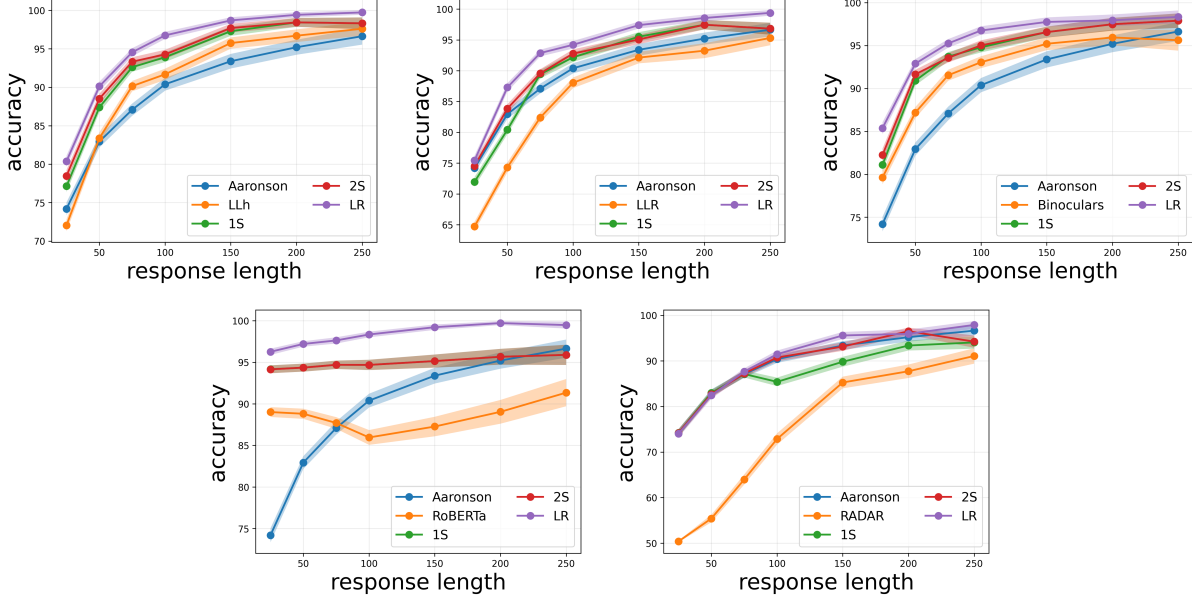 accuracy
100
95
90
85
80
75
70
50
100
150
200
250
response length
Aaronson
LLh
1S
2S
LR
accuracy
100
95
90
85
80
75
70
65
50
100
150
200
250
response length
Aaronson
LLR
1S
2S
LR
accuracy
100
95
90
85
80
75
50
100
150
200
250
response length
Aaronson
Binoculars
1S
2S
LR
accuracy
100
95
90
85
80
75
50
100
150
200
250
response length
Aaronson
RoBERTa
1S
2S
LR
accuracy
100
90
80
70
60
50
50
100
150
200
250
response length
Aaronson
RADAR
1S
2S
LR